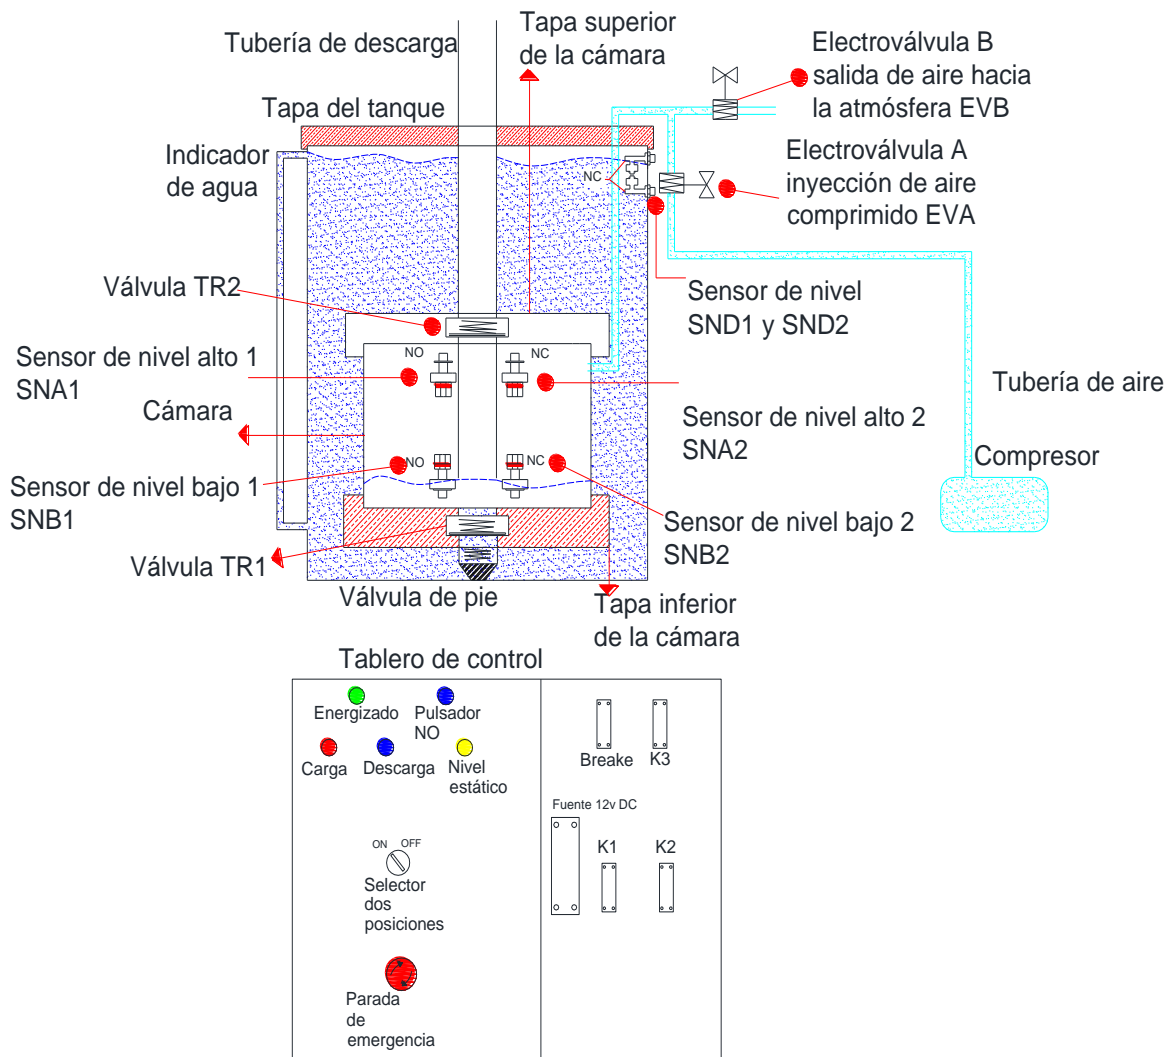 Tubería de descarga
Tapa superior
de la cámara
Electroválvula B
salida de aire hacia
la atmósfera EVB
Tapa del tanque
Indicador
de agua
NC
Electroválvula A
inyección de aire
comprimido EVA
Válvula TR2
Sensor de nivel
SND1 y SND2
Sensor de nivel alto 1
SNA1
NO
NC
Tubería de aire
Cámara
Sensor de nivel alto 2
SNA2
NO
NC
Compresor
Sensor de nivel bajo 1
SNB1
Sensor de nivel bajo 2
SNB2
Válvula TR1
Válvula de pie
Tapa inferior
de la cámara
Tablero de control
Energizado
Pulsador
NO
Carga
Descarga
Nivel
estático
Breake
K3
Fuente 12v DC
K1
K2
ON
OFF
Selector
dos
posiciones
Parada
de
emergencia